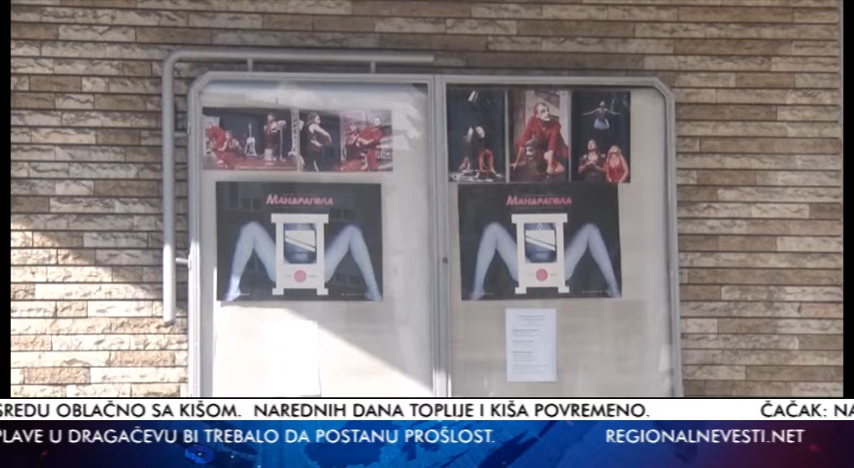 МАНДРАГОЛА
МАНДРАГОЛА
SREDU OBLAČNO SA KIŠOM. NAREDNIH DANA TOPLIJE I KIŠA POVREMENO. ČAČAK: NA
PLAVE U DRAGAČEVU BI TREBALO DA POSTANU PROŠLOST. REGIONALNEVESTI.NET